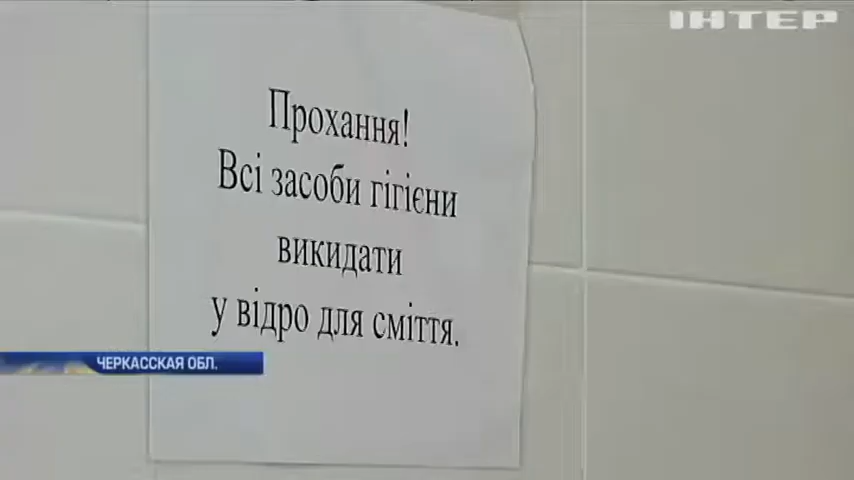 ІНТЕР
Прохання!
Всі засоби гігієни
викидати
у відро для сміття.
ЧЕРКАССКАЯ ОБЛ.